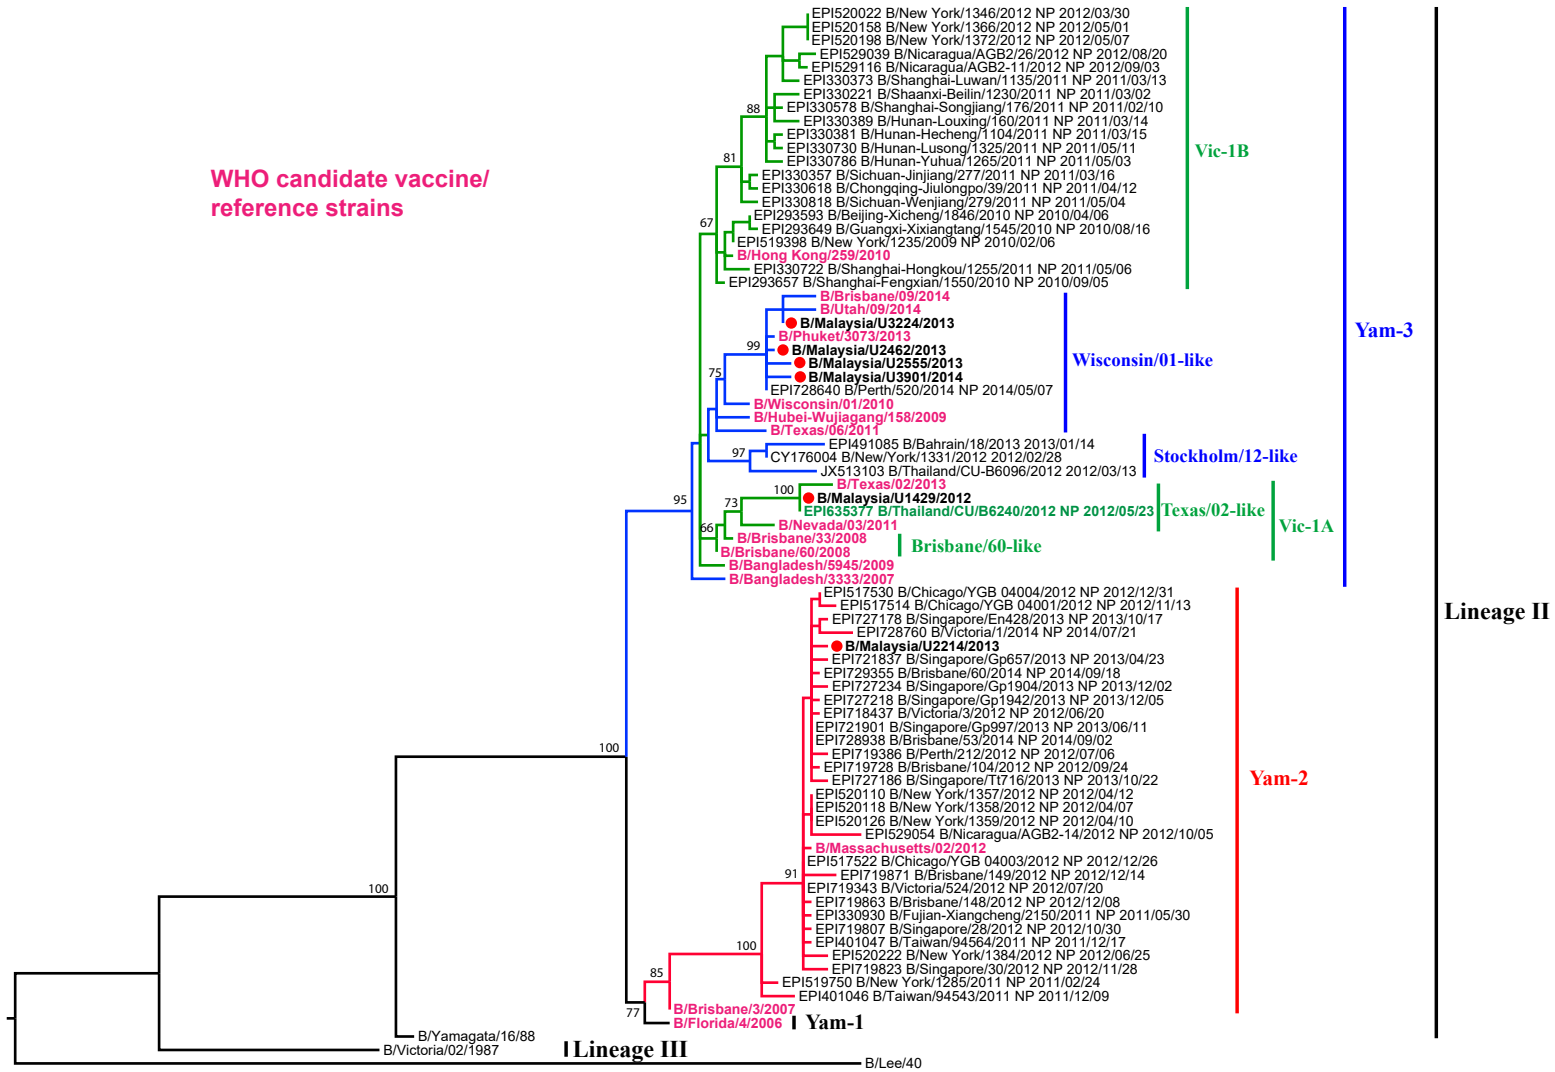 EPI520022 B/New York/1346/2012 NP 2012/03/30
EPI520158 B/New York/1366/2012 NP 2012/05/01
EPI520198 B/New York/1372/2012 NP 2012/05/07
EPI529039 B/Nicaragua/AGB2/26/2012 NP 2012/08/20
EPI529116 B/Nicaragua/AGB2-11/2012 NP 2012/09/03
EPI330373 B/Shanghai-Luwan/1135/2011 NP 2011/03/13
EPI330221 B/Shaanxi-Beilin/1230/2011 NP 2011/03/02
88
EPI330578 B/Shanghai-Songjiang/176/2011 NP 2011/02/10
EPI330389 B/Hunan-Louxing/160/2011 NP 2011/03/14
EPI330381 B/Hunan-Hecheng/1104/2011 NP 2011/03/15
EPI330730 B/Hunan-Lusong/1325/2011 NP 2011/05/11
Vic-1B
81
EPI330786 B/Hunan-Yuhua/1265/2011 NP 2011/05/03
WHO candidate vaccine/
reference strains
EPI330357 B/Sichuan-Jinjiang/277/2011 NP 2011/03/16
EPI330618 B/Chongqing-Jiulongpo/39/2011 NP 2011/04/12
EPI330818 B/Sichuan-Wenjiang/279/2011 NP 2011/05/04
EPI293593 B/Beijing-Xicheng/1846/2010 NP 2010/04/06
67
EPI293649 B/Guangxi-Xixiangtang/1545/2010 NP 2010/08/16
EPI519398 B/New York/1235/2009 NP 2010/02/06
B/Hong Kong/259/2010
EPI330722 B/Shanghai-Hongkou/1255/2011 NP 2011/05/06
EPI293657 B/Shanghai-Fengxian/1550/2010 NP 2010/09/05
B/Brisbane/09/2014
B/Utah/09/2014
B/Malaysia/U3224/2013
Yam-3
B/Phuket/3073/2013
99
B/Malaysia/U2462/2013
B/Malaysia/U2555/2013
Wisconsin/01-like
75
B/Malaysia/U3901/2014
EPI728640 B/Perth/520/2014 NP 2014/05/07
B/Wisconsin/01/2010
B/Hubei-Wujiagang/158/2009
B/Texas/06/2011
EPI491085 B/Bahrain/18/2013 2013/01/14
97
CY176004 B/New/York/1331/2012 2012/02/28
Stockholm/12-like
JX513103 B/Thailand/CU-B6096/2012 2012/03/13
B/Texas/02/2013
100
B/Malaysia/U1429/2012
95
73
EPI635377 B/Thailand/CU/B6240/2012 NP 2012/05/23
Texas/02-like
B/Nevada/03/2011
Vic-1A
66
B/Brisbane/33/2008
Brisbane/60-like
B/Brisbane/60/2008
B/Bangladesh/5945/2009
B/Bangladesh/3333/2007
EPI517530 B/Chicago/YGB 04004/2012 NP 2012/12/31
EPI517514 B/Chicago/YGB 04001/2012 NP 2012/11/13
Lineage II
EPI727178 B/Singapore/En428/2013 NP 2013/10/17
EPI728760 B/Victoria/1/2014 NP 2014/07/21
B/Malaysia/U2214/2013
EPI721837 B/Singapore/Gp657/2013 NP 2013/04/23
EPI729355 B/Brisbane/60/2014 NP 2014/09/18
EPI727234 B/Singapore/Gp1904/2013 NP 2013/12/02
EPI727218 B/Singapore/Gp1942/2013 NP 2013/12/05
EPI718437 B/Victoria/3/2012 NP 2012/06/20
EPI721901 B/Singapore/Gp997/2013 NP 2013/06/11
EPI728938 B/Brisbane/53/2014 NP 2014/09/02
100
EPI719386 B/Perth/212/2012 NP 2012/07/06
EPI719728 B/Brisbane/104/2012 NP 2012/09/24
EPI727186 B/Singapore/Tt716/2013 NP 2013/10/22
Yam-2
EPI520110 B/New York/1357/2012 NP 2012/04/12
EPI520118 B/New York/1358/2012 NP 2012/04/07
EPI520126 B/New York/1359/2012 NP 2012/04/10
EPI529054 B/Nicaragua/AGB2-14/2012 NP 2012/10/05
B/Massachusetts/02/2012
EPI517522 B/Chicago/YGB 04003/2012 NP 2012/12/26
91
EPI719871 B/Brisbane/149/2012 NP 2012/12/14
100
EPI719343 B/Victoria/524/2012 NP 2012/07/20
EPI719863 B/Brisbane/148/2012 NP 2012/12/08
EPI330930 B/Fujian-Xiangcheng/2150/2011 NP 2011/05/30
EPI719807 B/Singapore/28/2012 NP 2012/10/30
EPI401047 B/Taiwan/94564/2011 NP 2011/12/17
100
EPI520222 B/New York/1384/2012 NP 2012/06/25
EPI719823 B/Singapore/30/2012 NP 2012/11/28
85
EPI519750 B/New York/1285/2011 NP 2011/02/24
EPI401046 B/Taiwan/94543/2011 NP 2011/12/09
B/Brisbane/3/2007
77
B/Florida/4/2006
Yam-1
B/Yamagata/16/88
B/Victoria/02/1987
Lineage III
B/Lee/40